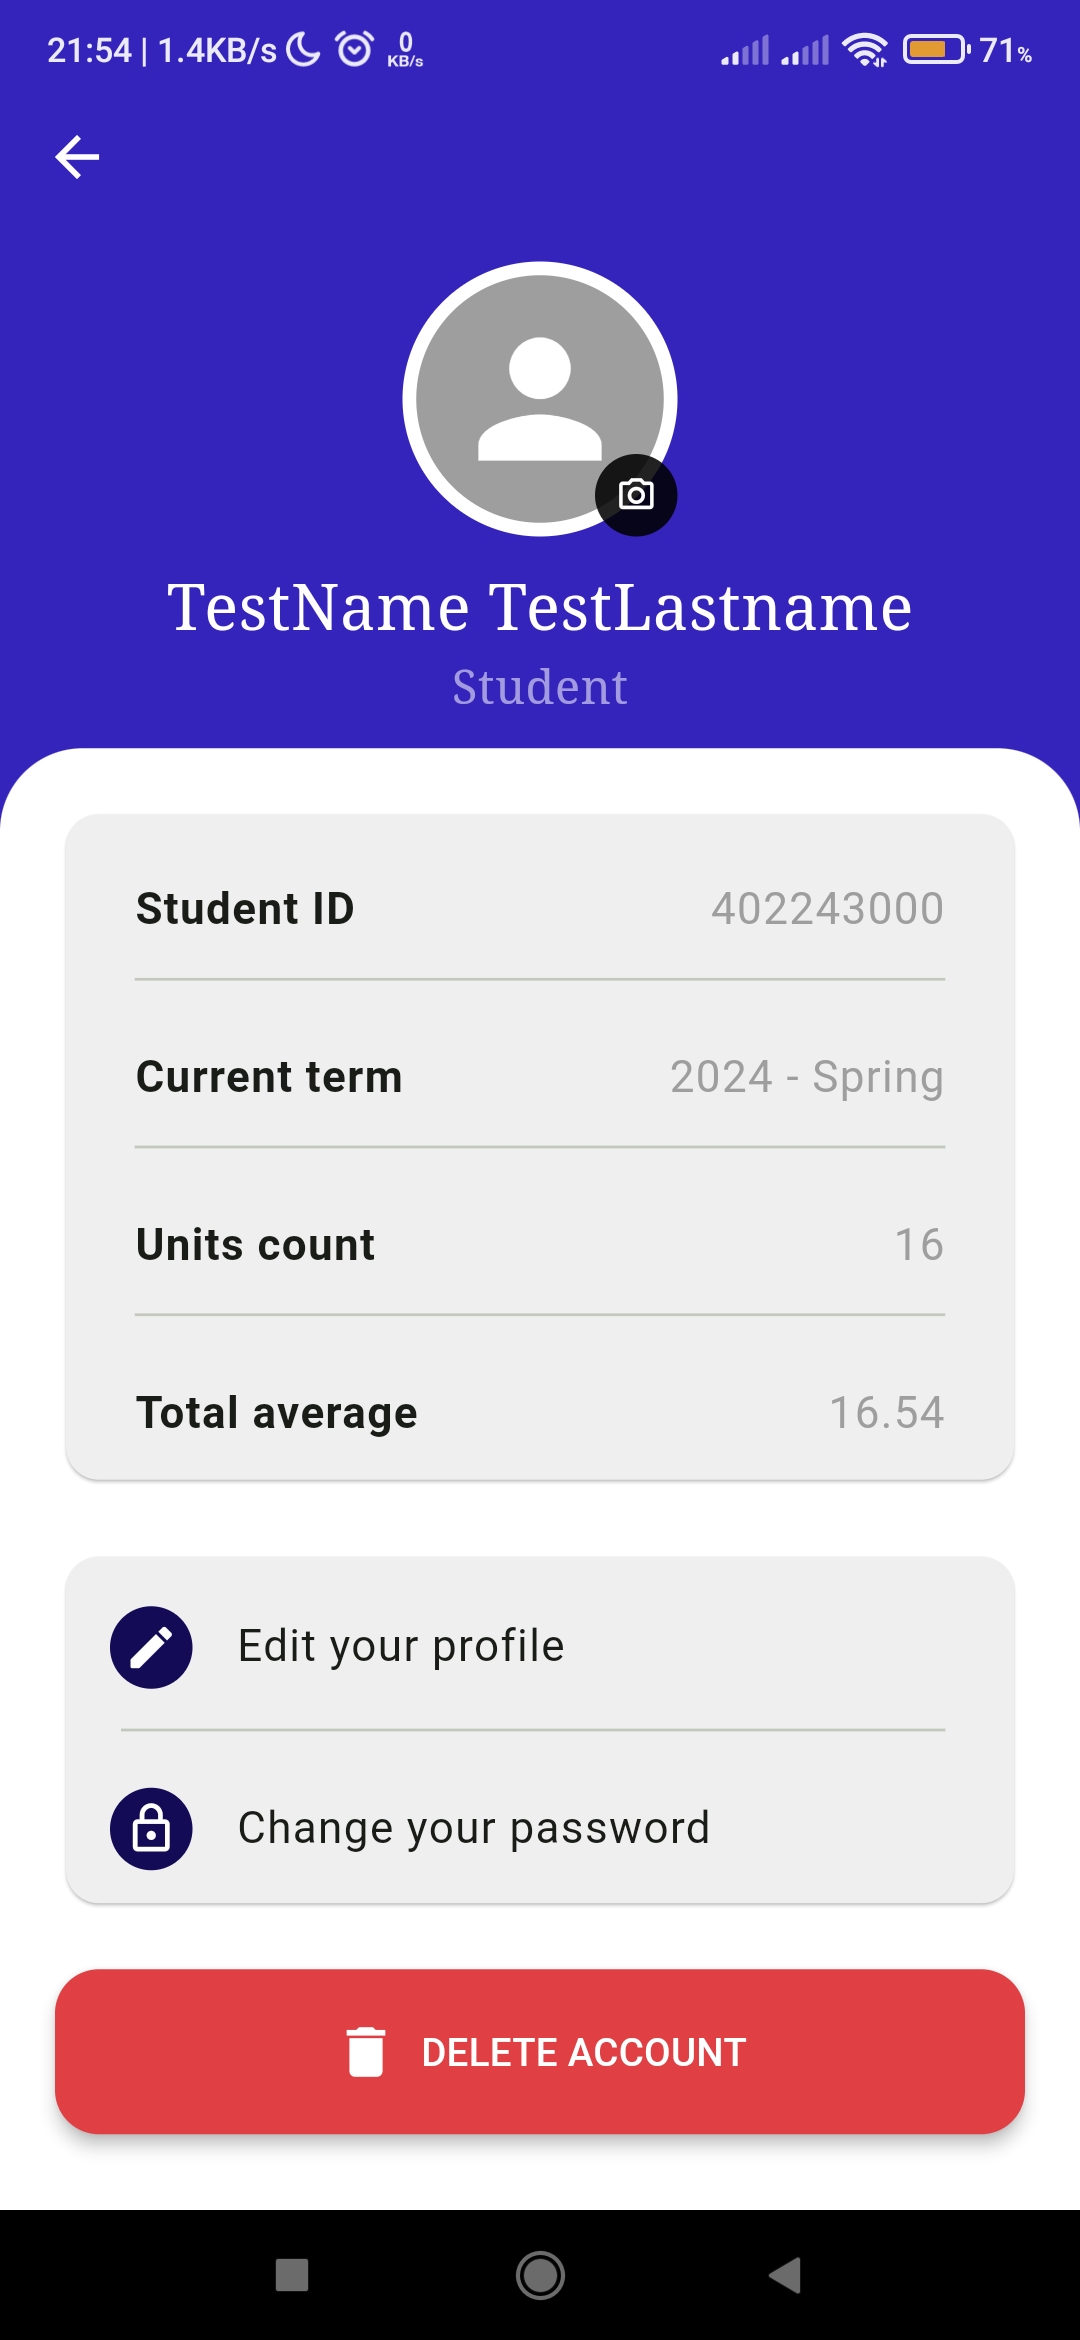 21:54 | 1.4KB/s 0 KB/s 71%
TestName TestLastname
Student
Student ID 402243000
Current term 2024 - Spring
Units count 16
Total average 16.54
Edit your profile
Change your password
DELETE ACCOUNT